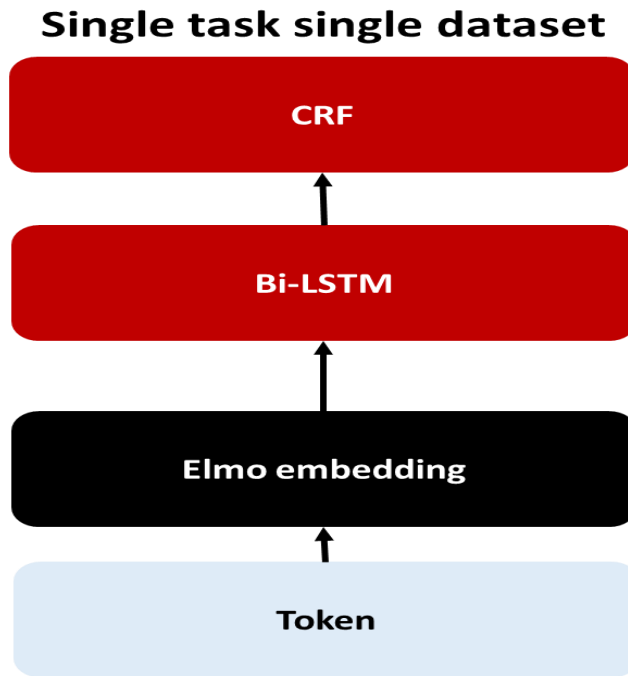 Single task single dataset
CRF
Bi-LSTM
Elmo embedding
Token